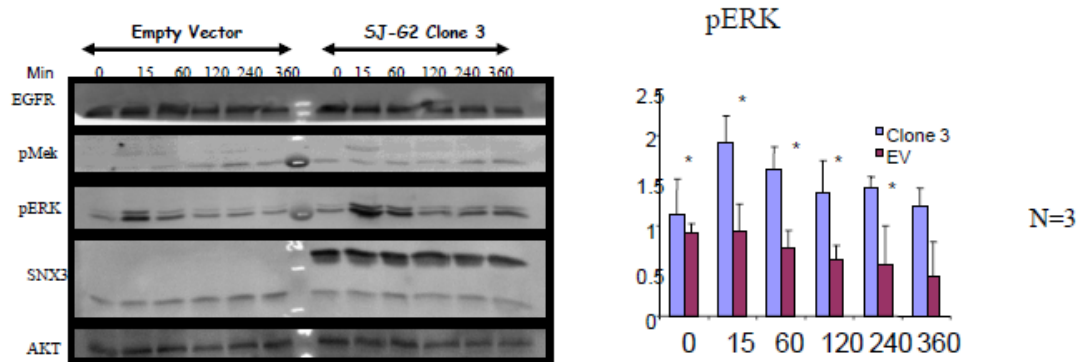 Empty Vector SJ-G2 Clone 3
Min 0 15 60 120 240 360 0 15 60 120 240 360
EGFR
pMek
pERK
SNX3
AKT
pERK
2.5
2
1.5
1
0.5
0
* * * * *
Clone 3
EV
0 15 60 120 240 360
N=3